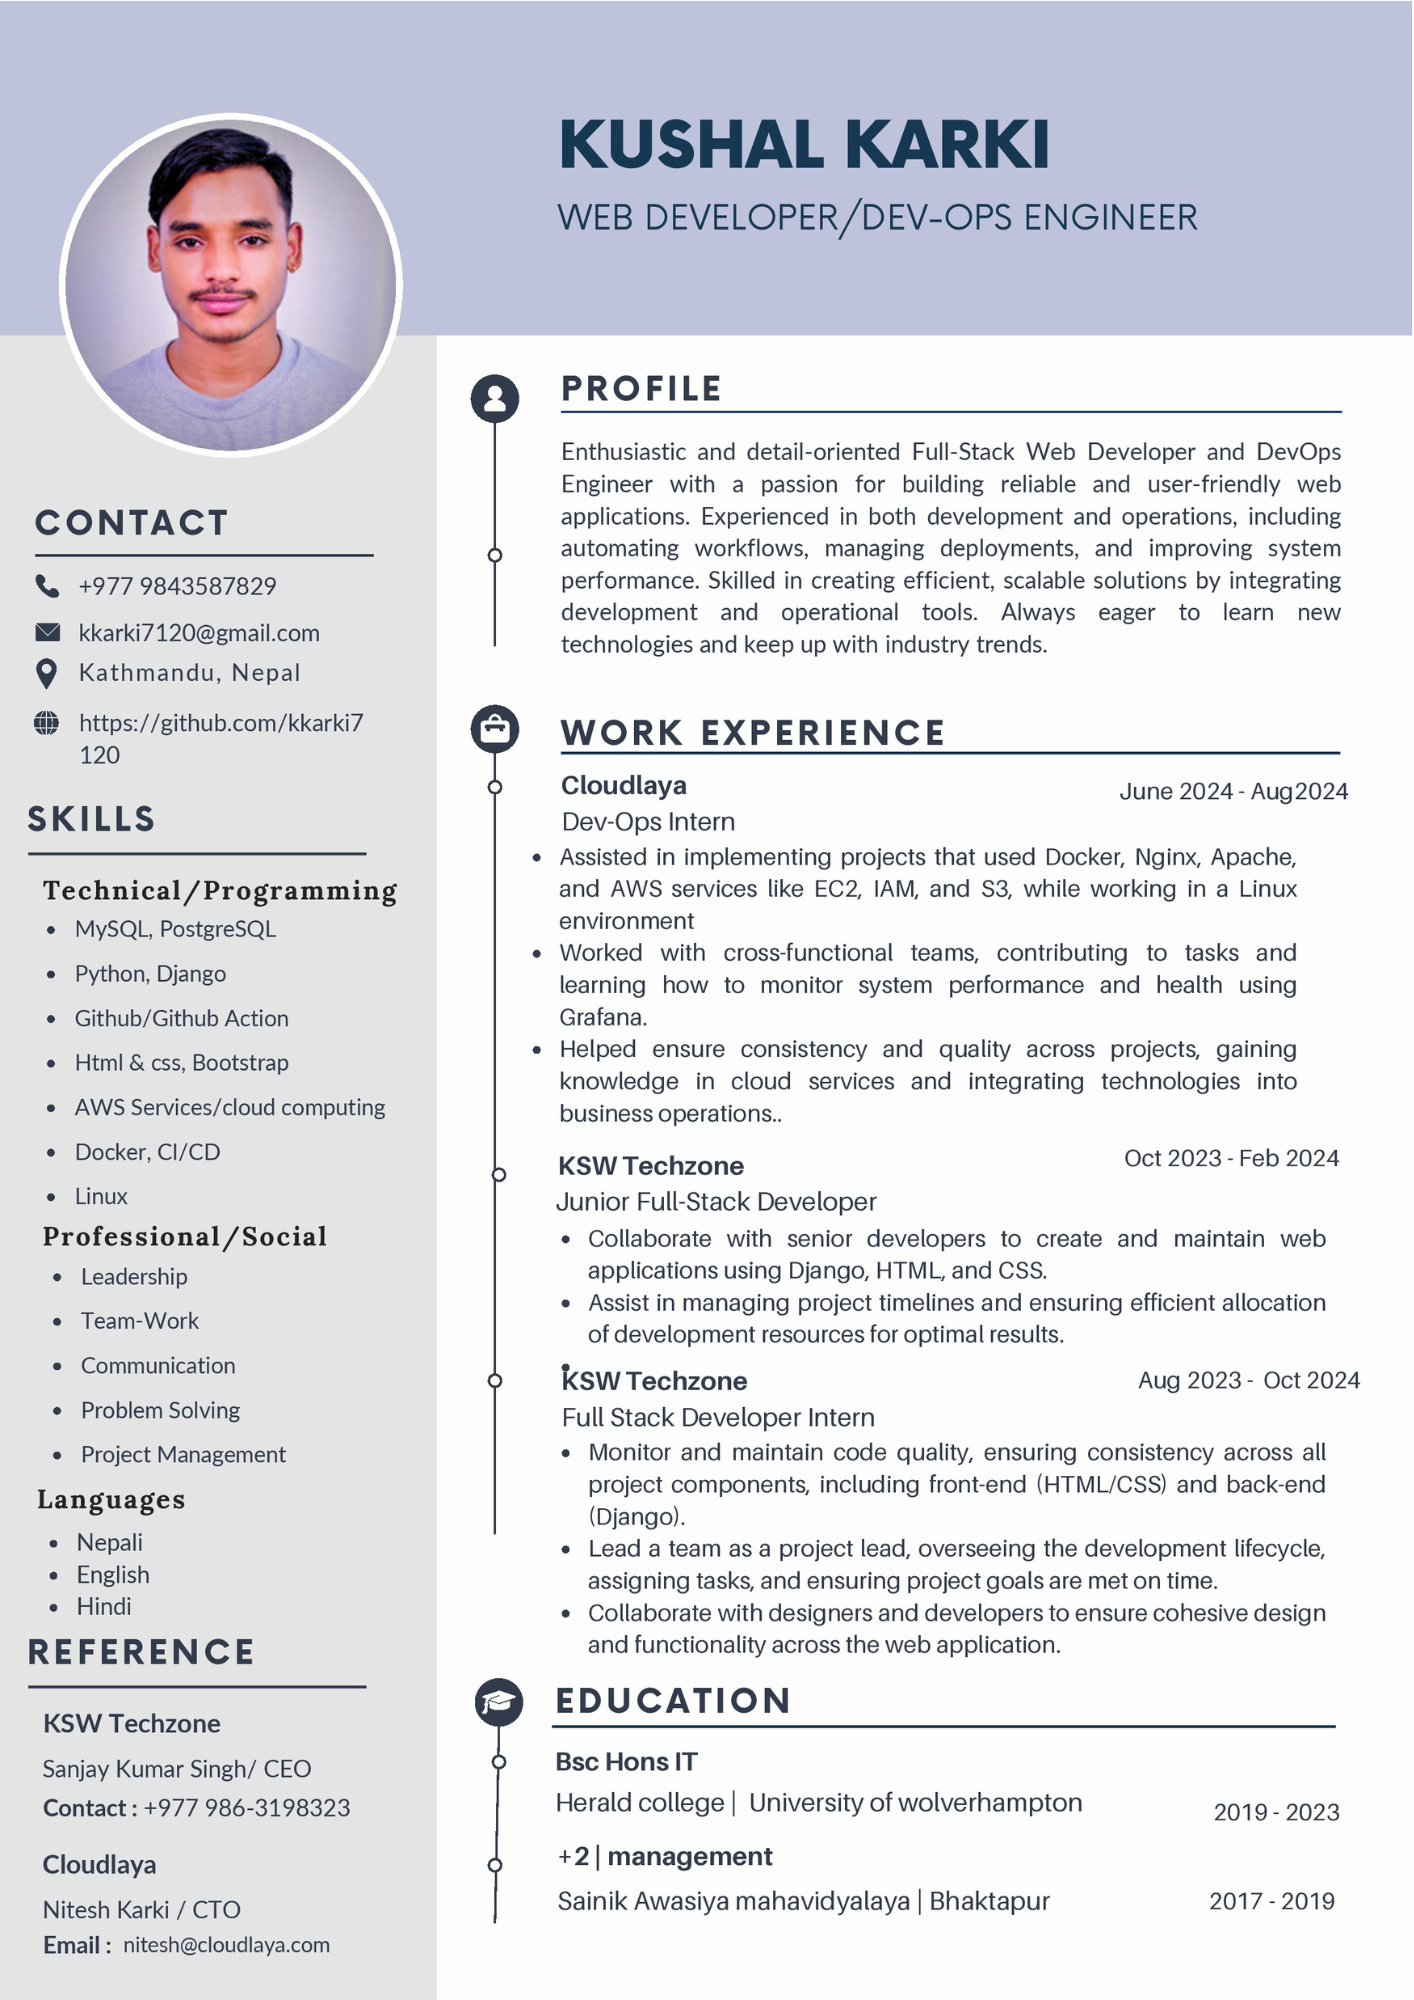 KUSHAL KARKI
WEB DEVELOPER/DEV-OPS ENGINEER
CONTACT
+977 9843587829
kkarki7120@gmail.com
Kathmandu, Nepal
https://github.com/kkarki7
120
SKILLS
Technical/Programming
• MySQL, PostgreSQL
• Python, Django
• Github/Github Action
• Html & css, Bootstrap
• AWS Services/cloud computing
• Docker, CI/CD
• Linux
Professional/Social
• Leadership
• Team-Work
• Communication
• Problem Solving
• Project Management
Languages
• Nepali
• English
• Hindi
REFERENCE
KSW Techzone
Sanjay Kumar Singh/ CEO
Contact : +977 986-3198323
Cloudlaya
Nitesh Karki / CTO
Email : nitesh@cloudlaya.com
PROFILE
Enthusiastic and detail-oriented Full-Stack Web Developer and DevOps
Engineer with a passion for building reliable and user-friendly web
applications. Experienced in both development and operations, including
automating workflows, managing deployments, and improving system
performance. Skilled in creating efficient, scalable solutions by integrating
development and operational tools. Always eager to learn new
technologies and keep up with industry trends.
WORK EXPERIENCE
Cloudlaya June 2024 - Aug2024
Dev-Ops Intern
• Assisted in implementing projects that used Docker, Nginx, Apache,
and AWS services like EC2, IAM, and S3, while working in a Linux
environment
• Worked with cross-functional teams, contributing to tasks and
learning how to monitor system performance and health using
Grafana.
• Helped ensure consistency and quality across projects, gaining
knowledge in cloud services and integrating technologies into
business operations..
KSW Techzone Oct 2023 - Feb 2024
Junior Full-Stack Developer
• Collaborate with senior developers to create and maintain web
applications using Django, HTML, and CSS.
• Assist in managing project timelines and ensuring efficient allocation
of development resources for optimal results.
•
KSW Techzone Aug 2023 - Oct 2024
Full Stack Developer Intern
• Monitor and maintain code quality, ensuring consistency across all
project components, including front-end (HTML/CSS) and back-end
(Django).
• Lead a team as a project lead, overseeing the development lifecycle,
assigning tasks, and ensuring project goals are met on time.
• Collaborate with designers and developers to ensure cohesive design
and functionality across the web application.
EDUCATION
Bsc Hons IT
Herald college | University of wolverhampton 2019 - 2023
+2 | management
Sainik Awasiya mahavidyalaya | Bhaktapur 2017 - 2019